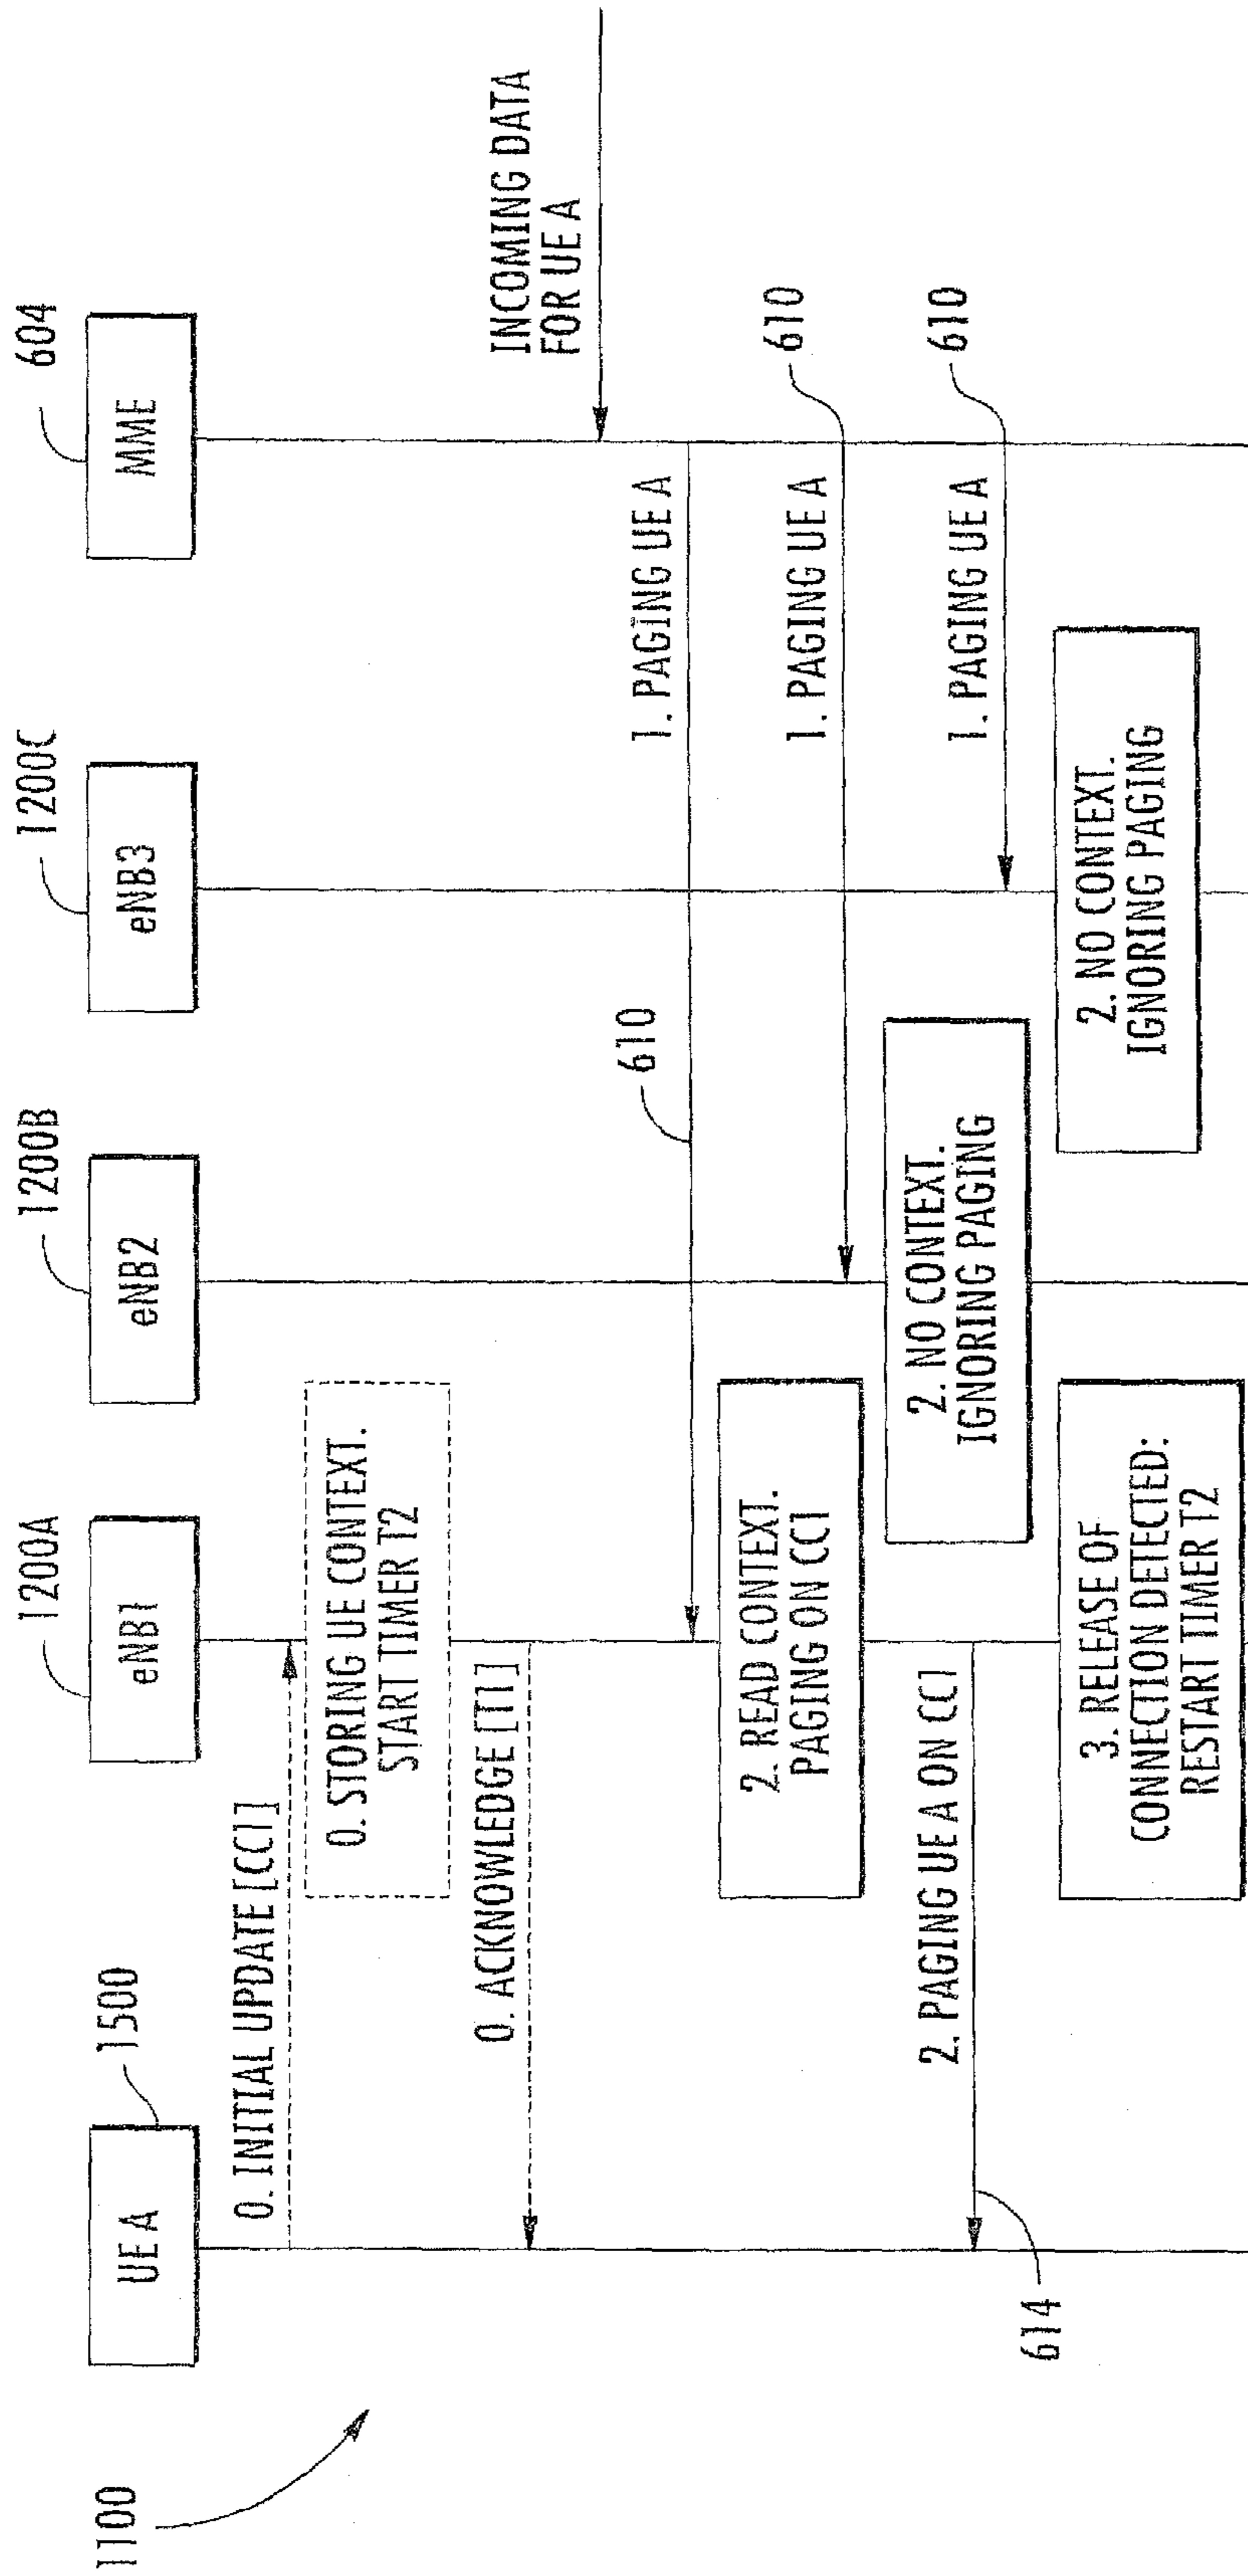 1100
UE A
1500
eNB1
1200A
eNB2
1200B
eNB3
1200C
MME
604
0. INITIAL UPDATE [CC1]
0. STORING UE CONTEXT.
START TIMER T2
0. ACKNOWLEDGE [T1]
INCOMING DATA
FOR UE A
1. PAGING UE A
610
2. READ CONTEXT.
PAGING ON CC1
1. PAGING UE A
610
2. NO CONTEXT.
IGNORING PAGING
2. PAGING UE ON CC1
614
1. PAGING UE A
610
2. NO CONTEXT.
IGNORING PAGING
3. RELEASE OF
CONNECTION DETECTED:
RESTART TIMER T2